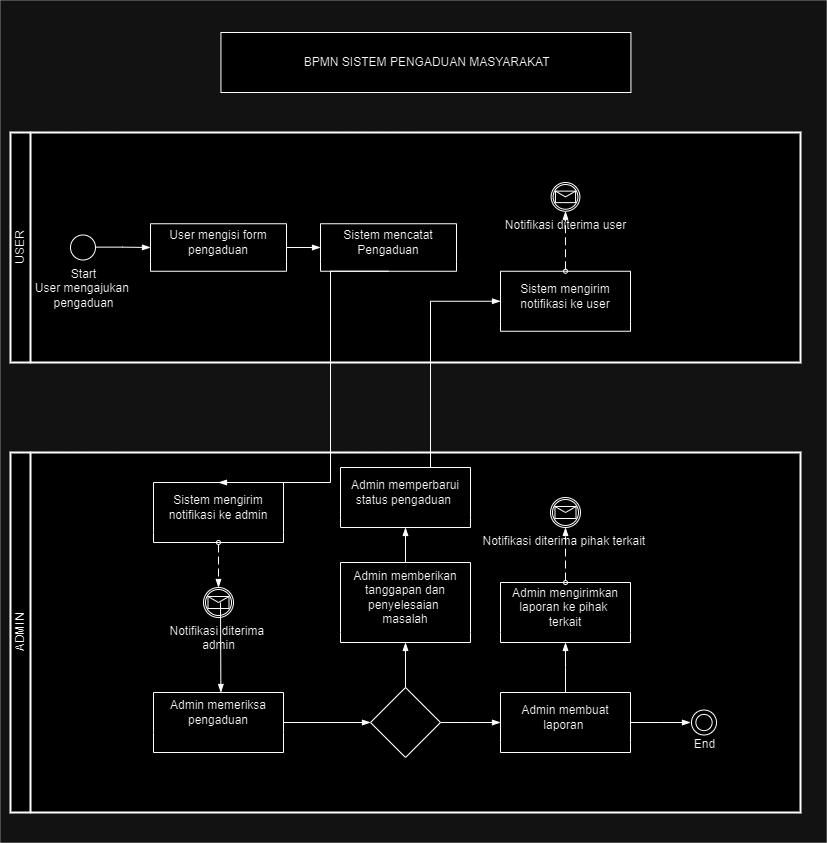 BPMN SISTEM PENGADUAN MASYARAKAT
USER
Start
User mengajukan
pengaduan
User mengisi form
pengaduan
Sistem mencatat
Pengaduan
Notifikasi diterima user
Sistem mengirim
notifikasi ke user
ADMIN
Sistem mengirim
notifikasi ke admin
Notifikasi diterima
admin
Admin memeriksa
pengaduan
Admin memperbarui
status pengaduan
Admin memberikan
tanggapan dan
penyelesaian
masalah
Notifikasi diterima pihak terkait
Admin mengirimkan
laporan ke pihak
terkait
Admin membuat
laporan
End